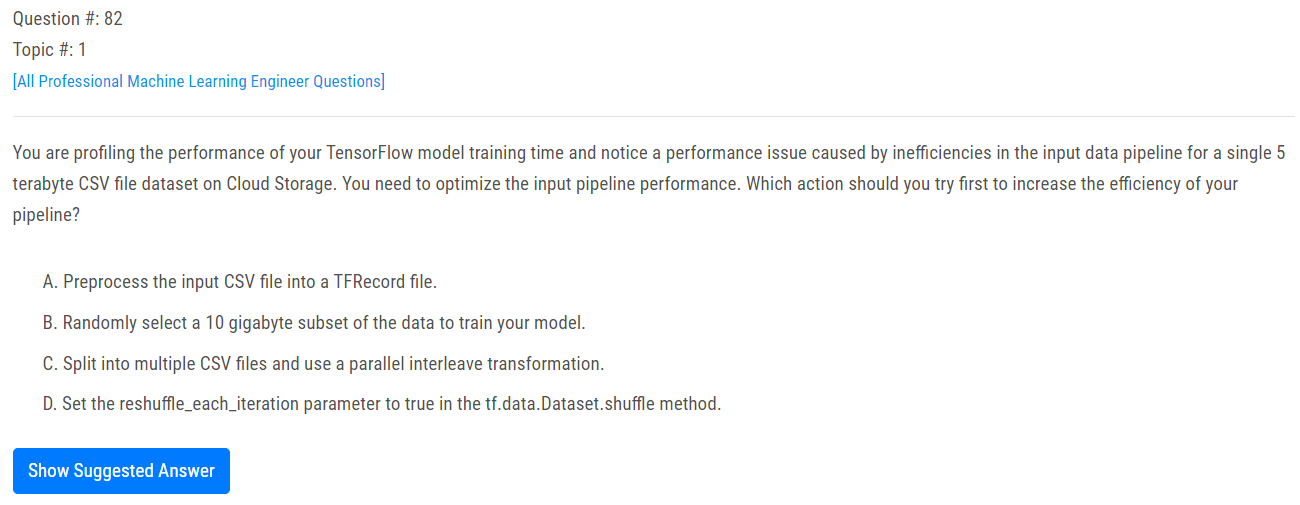 Question #: 82
Topic #: 1
[All Professional Machine Learning Engineer Questions]
You are profiling the performance of your TensorFlow model training time and notice a performance issue caused by inefficiencies in the input data pipeline for a single 5
terabyte CSV file dataset on Cloud Storage. You need to optimize the input pipeline performance. Which action should you try first to increase the efficiency of your
pipeline?
A. Preprocess the input CSV file into a TFRecord file.
B. Randomly select a 10 gigabyte subset of the data to train your model.
C. Split into multiple CSV files and use a parallel interleave transformation.
D. Set the reshuffle_each_iteration parameter to true in the tf.data.Dataset.shuffle method.
Show Suggested Answer